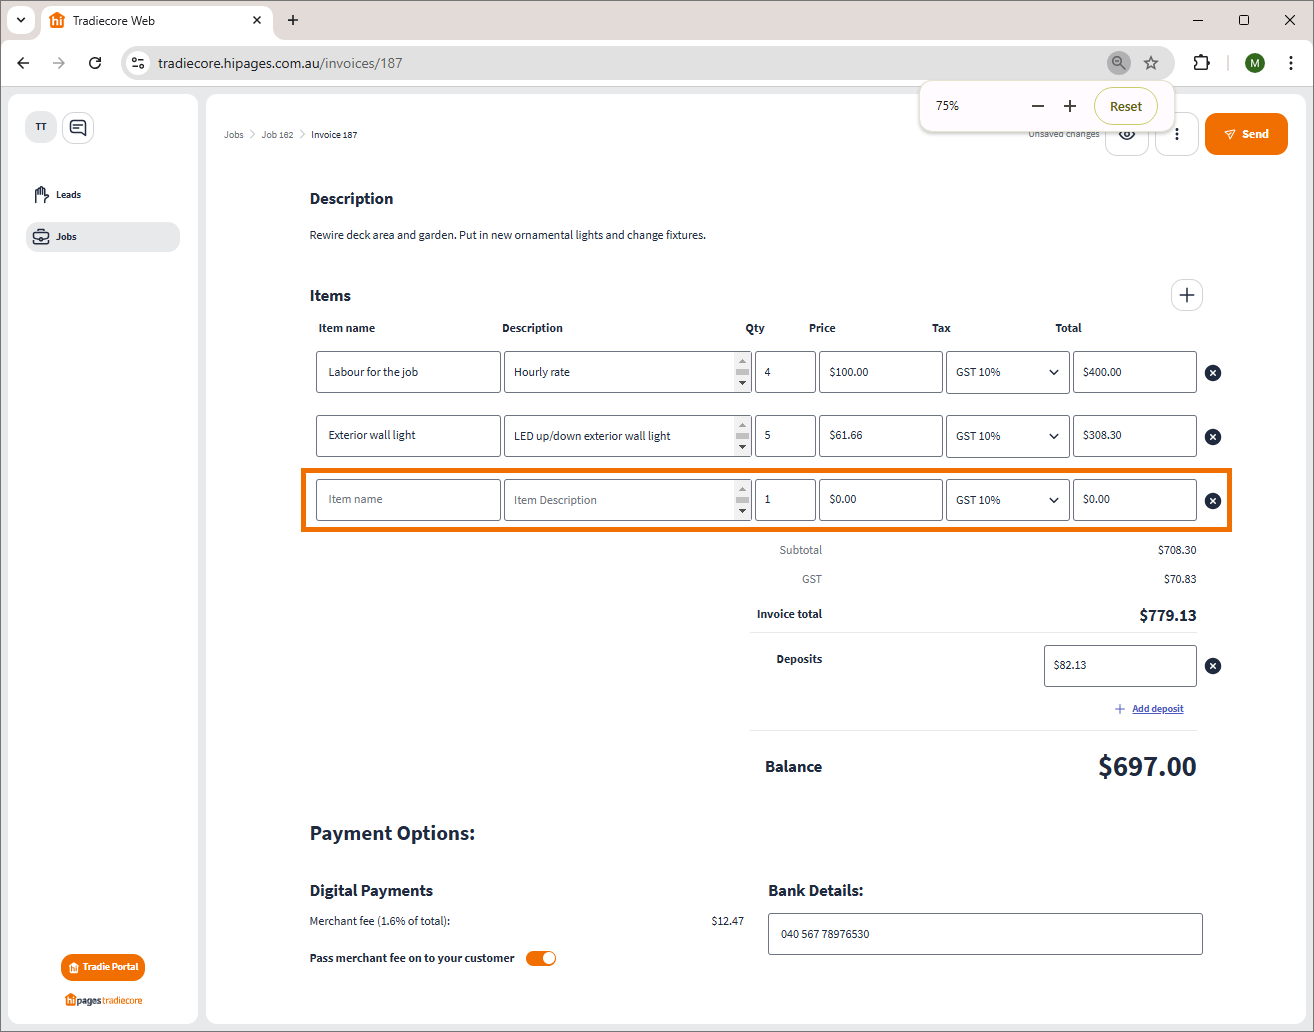 Tradiecore Web
tradiecore.hipages.com.au/invoices/187
M
75%
Reset
TT
Jobs Job 162 Invoice 187
Unsaved changes
Send
Leads
Jobs
Description
Rewire deck area and garden. Put in new ornamental lights and change fixtures.
Items
Item name Description Qty Price Tax Total
Labour for the job Hourly rate 4 $100.00 GST 10% $400.00
Exterior wall light LED up/down exterior wall light 5 $61.66 GST 10% $308.30
Item name Item Description 1 $0.00 GST 10% $0.00
Subtotal $708.30
GST $70.83
Invoice total $779.13
Deposits $82.13
Add deposit
Balance $697.00
Payment Options:
Digital Payments
Merchant fee (1.6% of total): $12.47
Pass merchant fee on to your customer
Bank Details:
040 567 78976530
hi Tradie Portal
hipages tradiecore